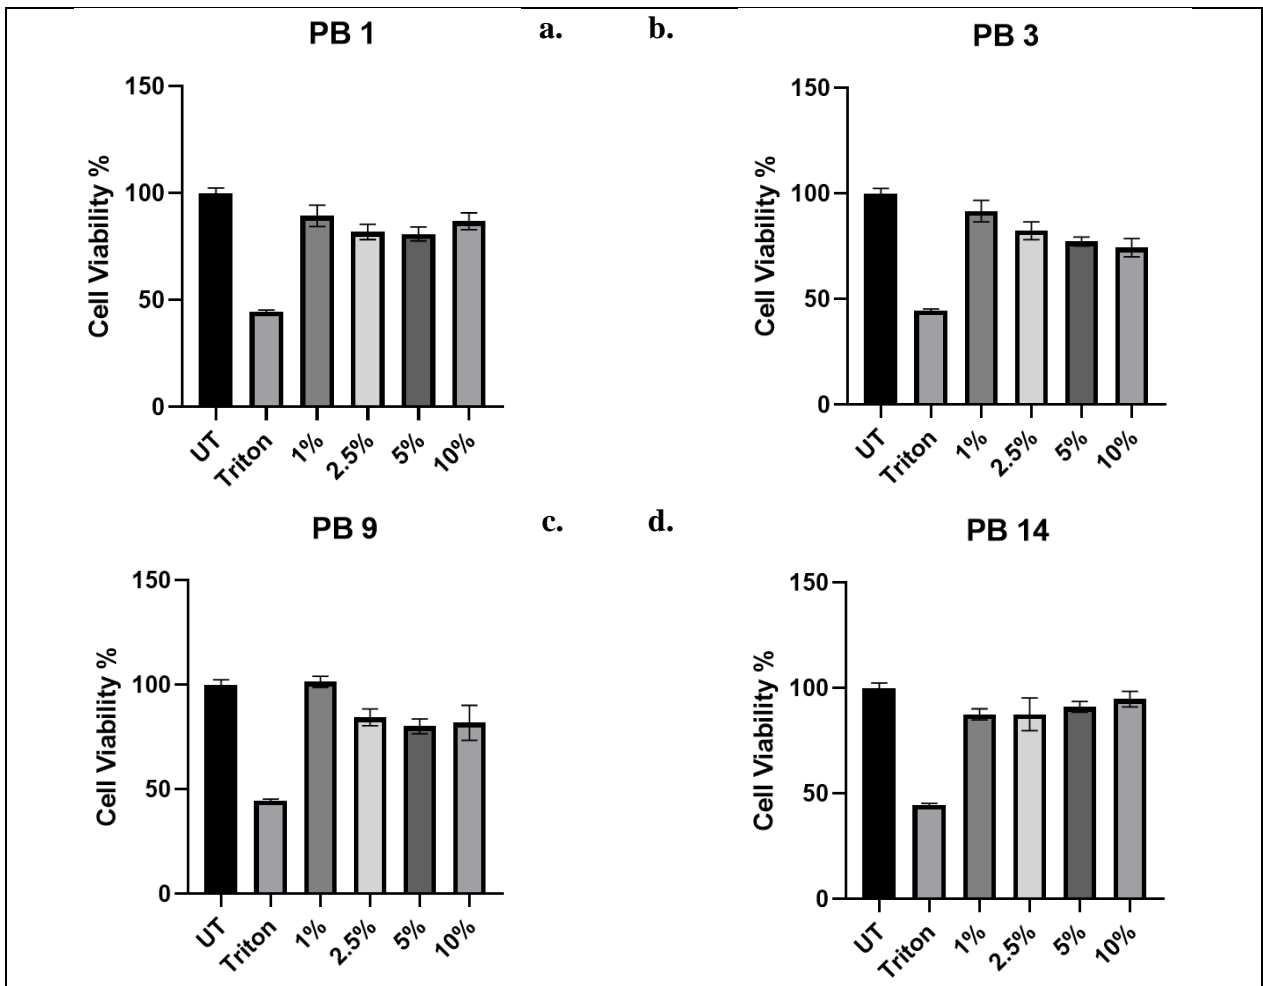 PB 1
a.
Cell Viability %
150
100
50
0
UT
Triton
1%
2.5%
5%
10%
b.
PB 3
Cell Viability %
150
100
50
0
UT
Triton
1%
2.5%
5%
10%
PB 9
c.
Cell Viability %
150
100
50
0
UT
Triton
1%
2.5%
5%
10%
d.
PB 14
Cell Viability %
150
100
50
0
UT
Triton
1%
2.5%
5%
10%